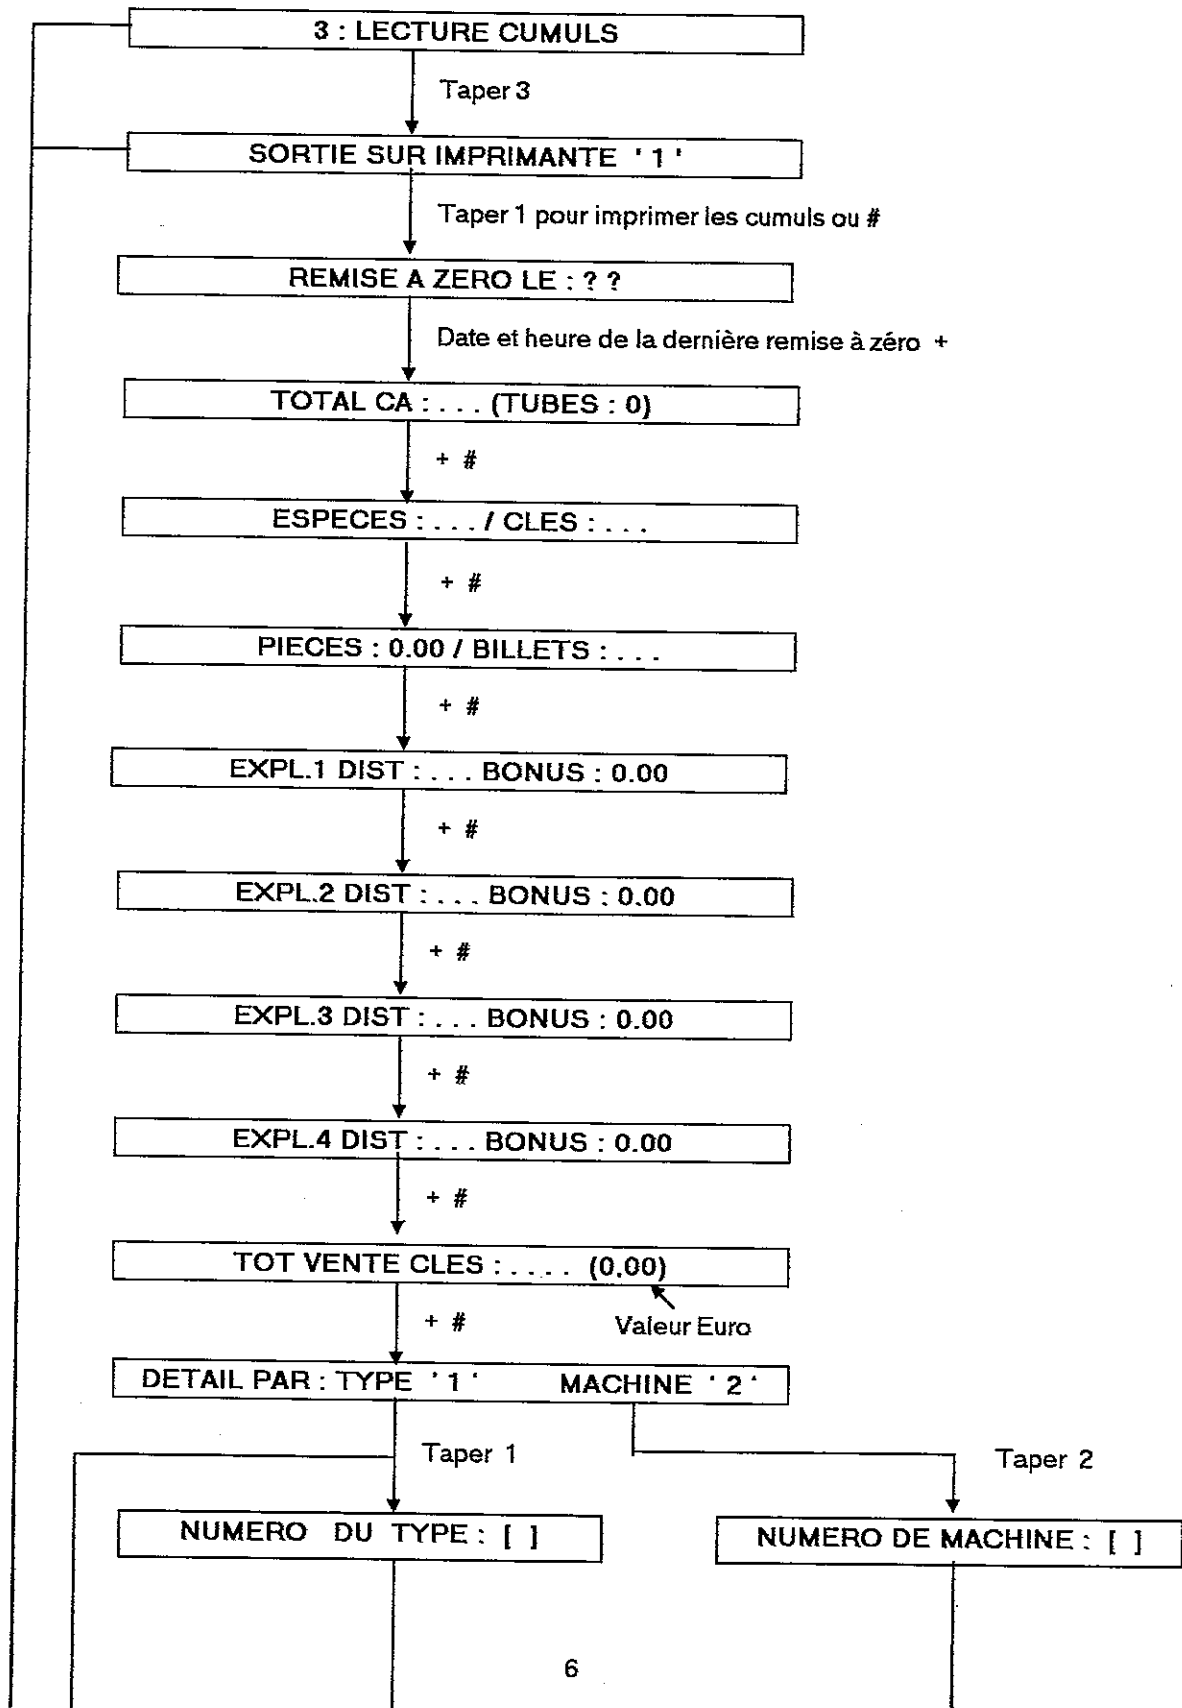 3 : LECTURE CUMULS
Taper 3
SORTIE SUR IMPRIMANTE ' 1 '
Taper 1 pour imprimer les cumuls ou #
REMISE A ZERO LE : ? ?
Date et heure de la dernière remise à zéro +
TOTAL CA : . . . (TUBES : 0)
+ #
ESPECES : . . . / CLES : . . .
+ #
PIECES : 0.00 / BILLETS : . . .
+ #
EXPL.1 DIST : . . . BONUS : 0.00
+ #
EXPL.2 DIST : . . . BONUS : 0.00
+ #
EXPL.3 DIST : . . . BONUS : 0.00
+ #
EXPL.4 DIST : . . . BONUS : 0.00
+ #
TOT VENTE CLES : . . . . (0.00)
+ #
Valeur Euro
DETAIL PAR : TYPE ' 1 ' MACHINE ' 2 '
Taper 1
Taper 2
NUMERO DU TYPE : [ ]
NUMERO DE MACHINE : [ ]
6